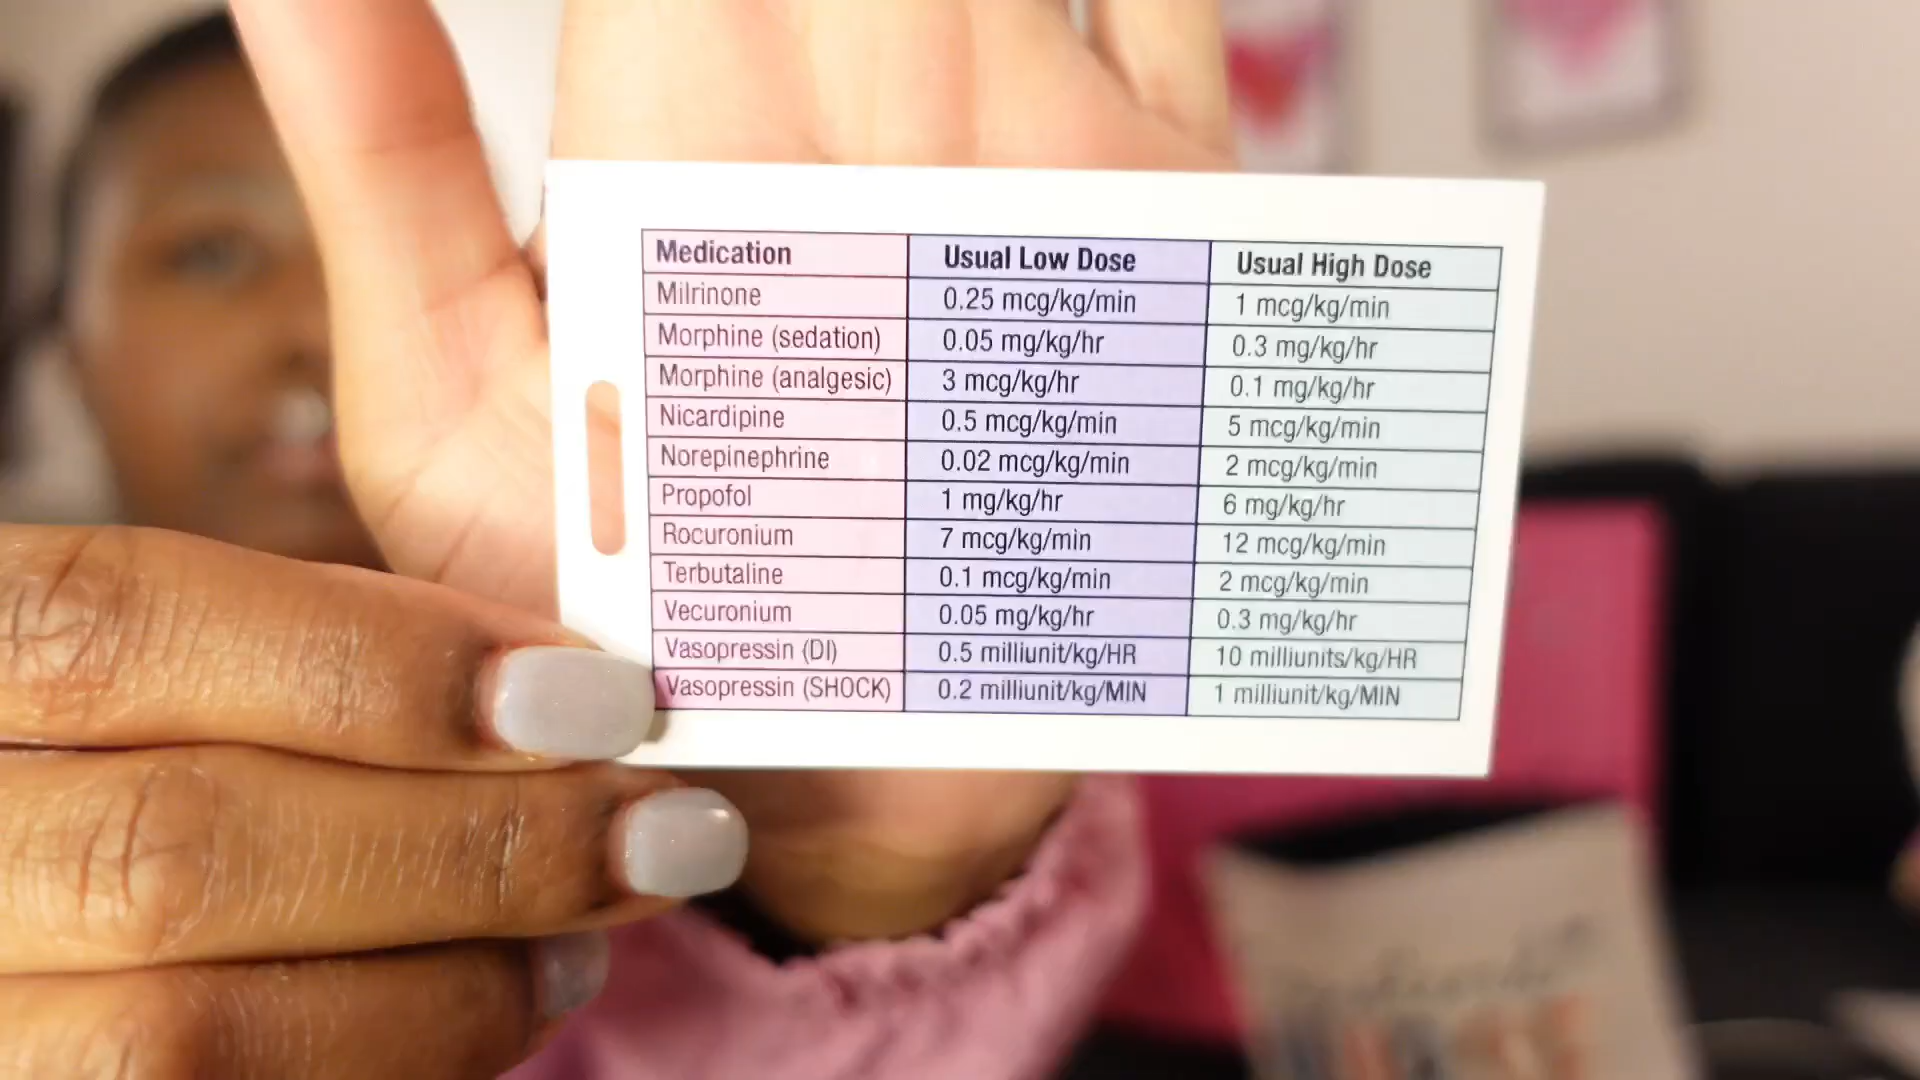 Medication Usual Low Dose Usual High Dose
Milrinone 0.25 mcg/kg/min 1 mcg/kg/min
Morphine (sedation) 0.05 mg/kg/hr 0.3 mg/kg/hr
Morphine (analgesic) 3 mcg/kg/hr 0.1 mg/kg/hr
Nicardipine 0.5 mcg/kg/min 5 mcg/kg/min
Norepinephrine 0.02 mcg/kg/min 2 mcg/kg/min
Propofol 1 mg/kg/hr 6 mg/kg/hr
Rocuronium 7 mcg/kg/min 12 mcg/kg/min
Terbutaline 0.1 mcg/kg/min 2 mcg/kg/min
Vecuronium 0.05 mg/kg/hr 0.3 mg/kg/hr
Vasopressin (DI) 0.5 milliunit/kg/HR 10 milliunits/kg/HR
Vasopressin (SHOCK) 0.2 milliunit/kg/MIN 1 milliunit/kg/MIN